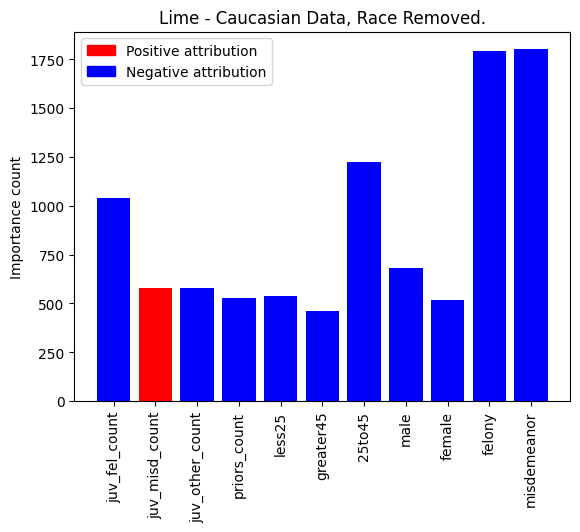 Lime - Caucasian Data, Race Removed.
Positive attribution
Negative attribution
Importance count
1750
1500
1250
1000
750
500
250
0
juv_fel_count
juv_misd_count
juv_other_count
priors_count
less25
greater45
25to45
male
female
felony
misdemeanor